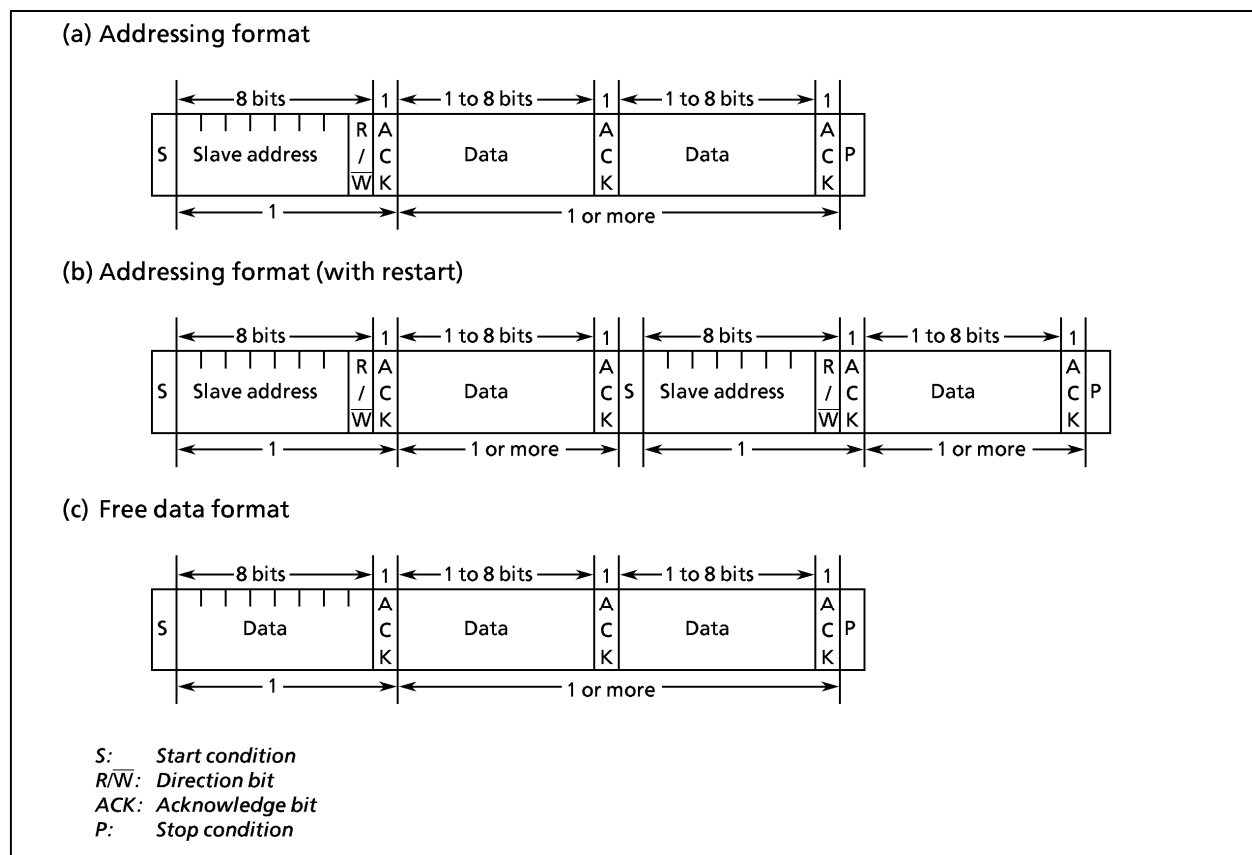 (a) Addressing format
8 bits 1 1 to 8 bits 1 1 to 8 bits 1
S Slave address R/W̅ ACK Data ACK Data ACK P
1 1 or more
(b) Addressing format (with restart)
8 bits 1 1 to 8 bits 1 8 bits 1 1 to 8 bits 1
S Slave address R/W̅ ACK Data ACK S Slave address R/W̅ ACK Data ACK P
1 1 or more 1 1 or more
(c) Free data format
8 bits 1 1 to 8 bits 1 1 to 8 bits 1
S Data ACK Data ACK Data ACK P
1 1 or more
S: Start condition
R/W̅: Direction bit
ACK: Acknowledge bit
P: Stop condition